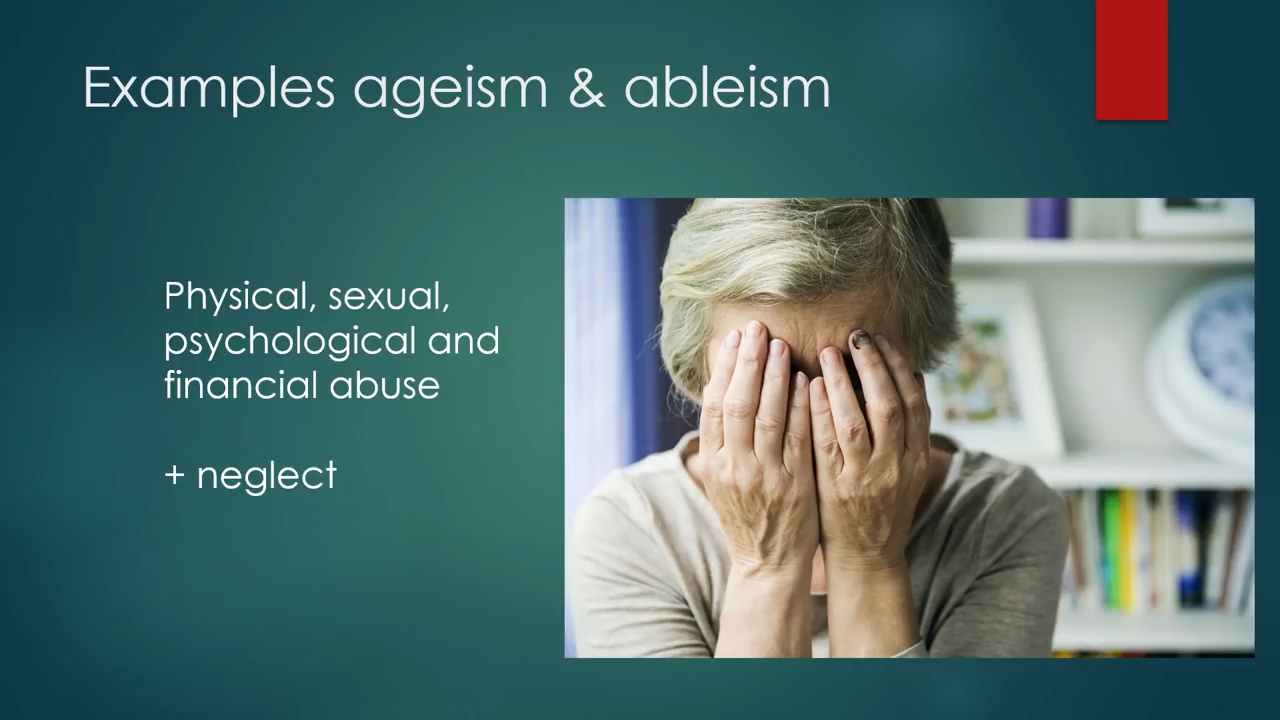 Examples ageism & ableism
Physical, sexual,
psychological and
financial abuse
+ neglect